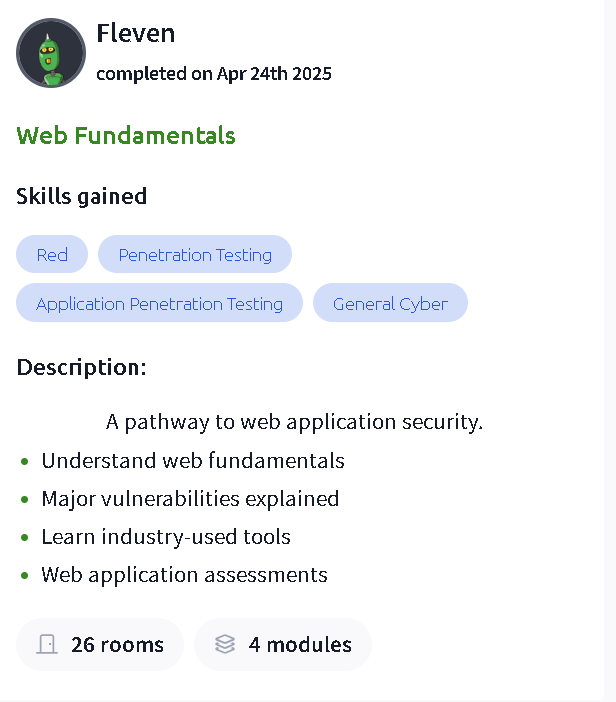 Fleven
completed on Apr 24th 2025
Web Fundamentals
Skills gained
Red Penetration Testing
Application Penetration Testing General Cyber
Description:
A pathway to web application security.
Understand web fundamentals
Major vulnerabilities explained
Learn industry-used tools
Web application assessments
26 rooms 4 modules